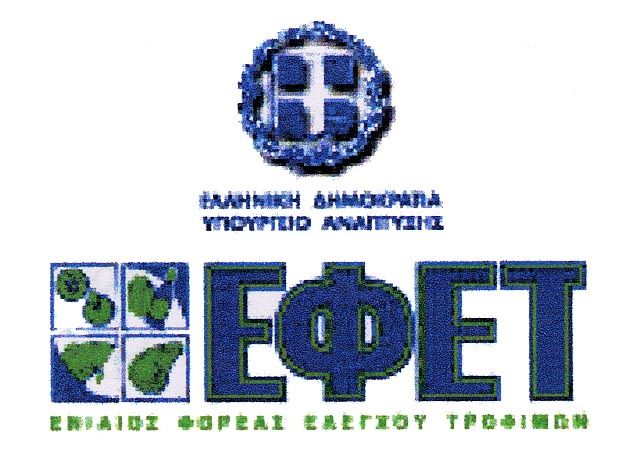 ΕΛΛΗΝΙΚΗ ΔΗΜΟΚΡΑΤΙΑ
ΥΠΟΥΡΓΕΙΟ ΑΝΑΠΤΥΞΗΣ
ΕΦΕΤ
ΕΝΙΑΙΟΣ ΦΟΡΕΑΣ ΕΛΕΓΧΟΥ ΤΡΟΦΙΜΩΝ